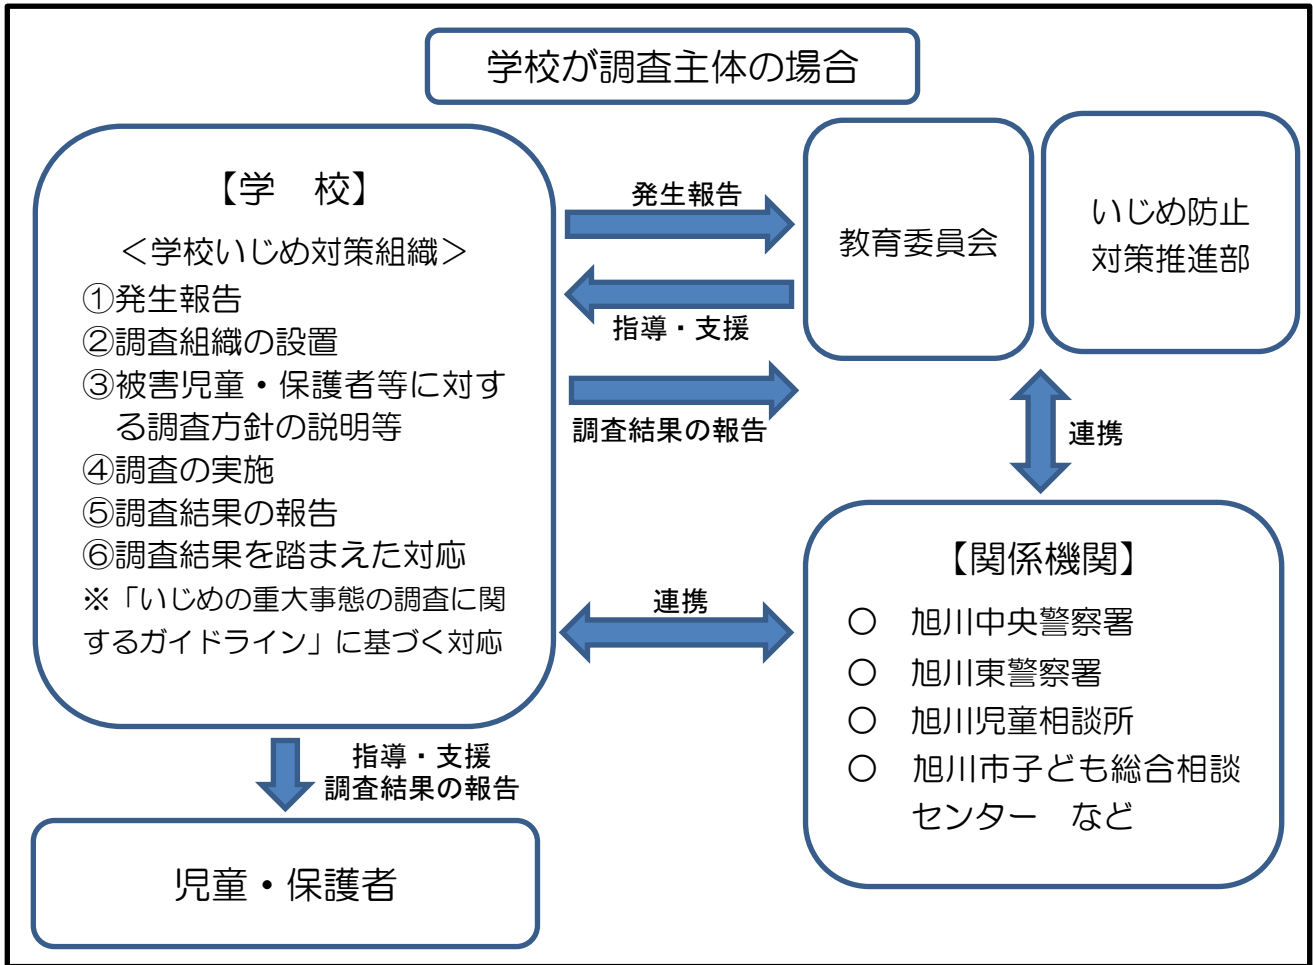 学校が調査主体の場合
【学　校】
＜学校いじめ対策組織＞
①発生報告
②調査組織の設置
③被害児童・保護者等に対す
る調査方針の説明等
④調査の実施
⑤調査結果の報告
⑥調査結果を踏まえた対応
※「いじめの重大事態の調査に関
するガイドライン」に基づく対応
発生報告
指導・支援
調査結果の報告
教育委員会
いじめ防止
対策推進部
連携
連携
【関係機関】
○　旭川中央警察署
○　旭川東警察署
○　旭川児童相談所
○　旭川市子ども総合相談
センター　など
指導・支援
調査結果の報告
児童・保護者